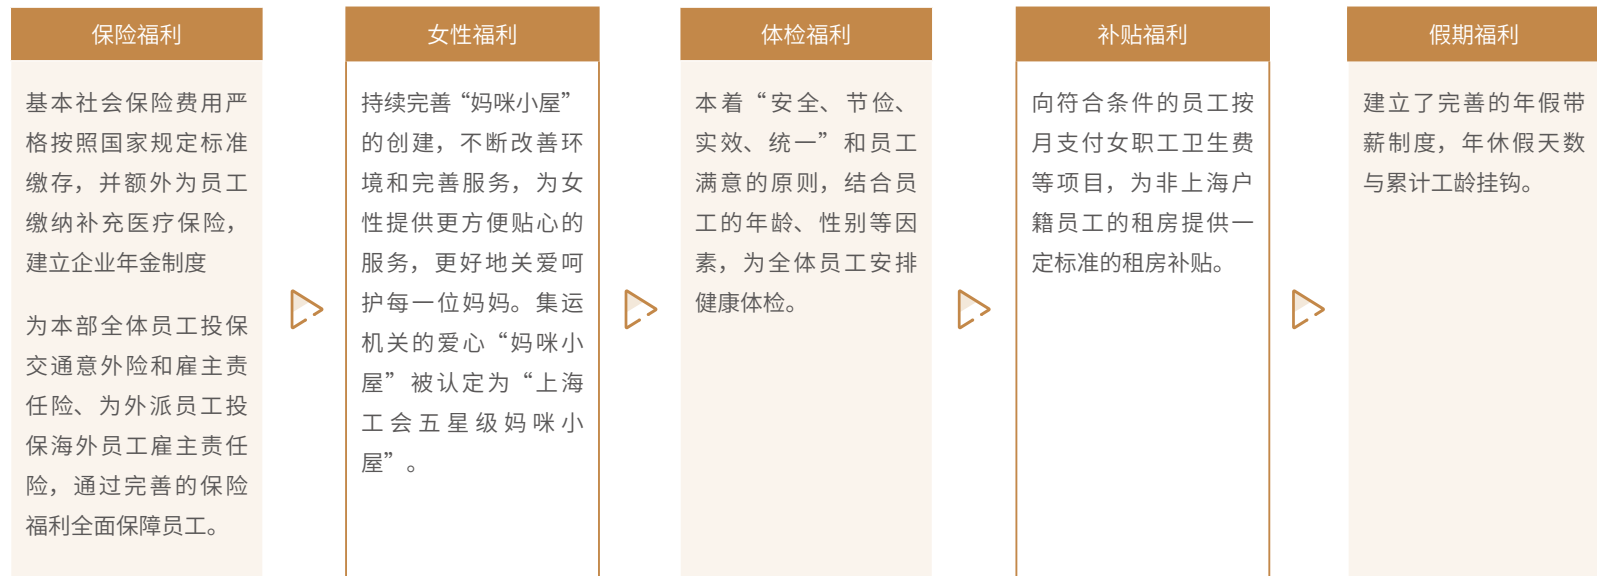 保险福利
基本社会保险费用严
格按照国家规定标准
缴存，并额外为员工
缴纳补充医疗保险，
建立企业年金制度
为本部全体员工投保
交通意外险和雇主责
任险、为外派员工投
保海外员工雇主责任
险，通过完善的保险
福利全面保障员工。
女性福利
持续完善“妈咪小屋”
的创建，不断改善环
境和完善服务，为女
性提供更方便贴心的
服务，更好地关爱呵
护每一位妈妈。集运
机关的爱心“妈咪小
屋”被认定为“上海
工会五星级妈咪小
屋”。
体检福利
本着“安全、节俭、
实效、统一”和员工
满意的原则，结合员
工的年龄、性别等因
素，为全体员工安排
健康体检。
补贴福利
向符合条件的员工按
月支付女职工卫生费
等项目，为非上海户
籍员工的租房提供一
定标准的租房补贴。
假期福利
建立了完善的年假带
薪制度，年休假天数
与累计工龄挂钩。